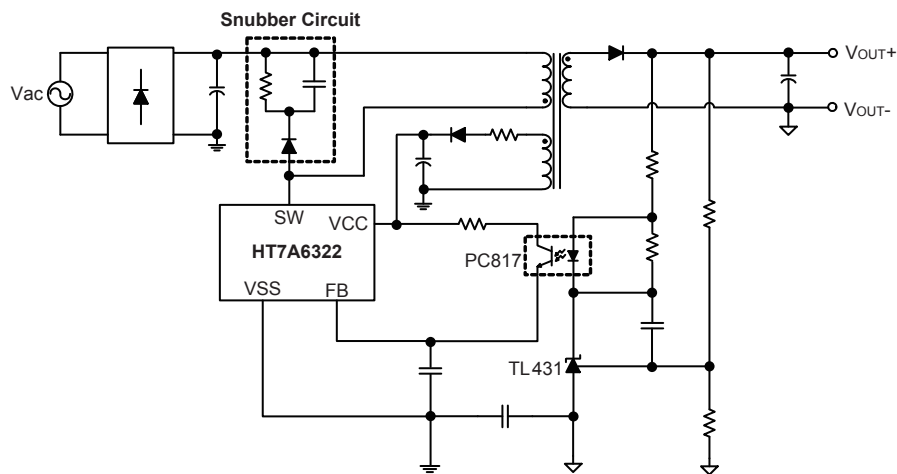 Snubber Circuit
Vac
VOUT+
VOUT-
SW
VCC
HT7A6322
PC817
VSS
FB
TL431